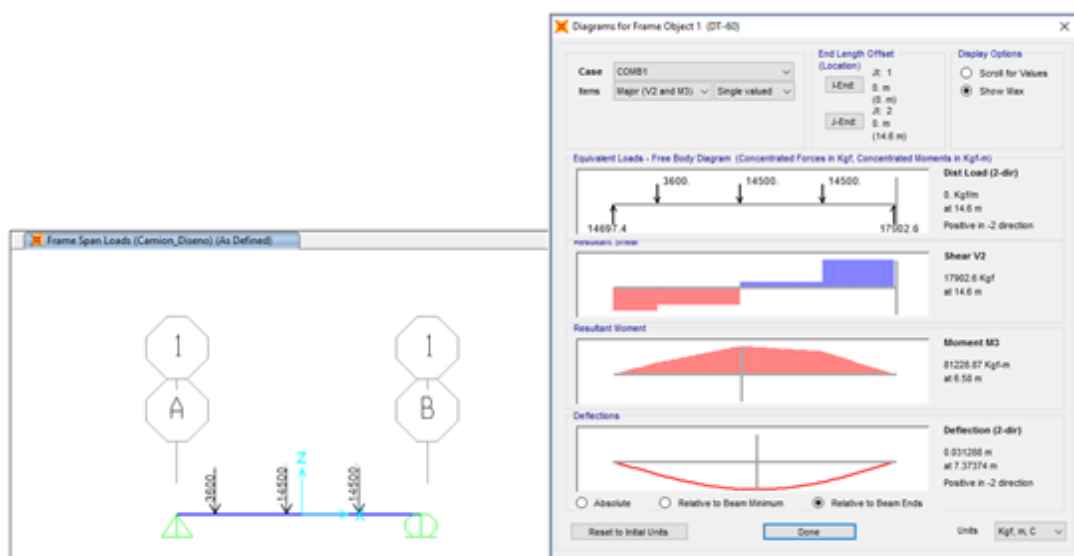 Frame Span Loads (Camion_Diseno) (As Defined)
1
1
A
B
Z
X
3600.
14500.
14500.
Diagrams for Frame Object 1 (DT-60)
Case
COMB1
Items
Major (V2 and M3)
Single valued
End Length Offset
(Location)
I-End:
Jt: 1
0. m
(0. m)
J-End:
Jt: 2
0. m
(14.6 m)
Display Options
Scroll for Values
Show Max
Equivalent Loads - Free Body Diagram (Concentrated Forces in Kgf, Concentrated Moments in Kgf-m)
3600.
14500.
14500.
14697.4
17902.6
Dist Load (2-dir)
0. Kgf/m
at 14.6 m
Positive in -2 direction
Resultant Shear
Shear V2
17902.6 Kgf
at 14.6 m
Resultant Moment
Moment M3
81228.87 Kgf-m
at 6.58 m
Deflections
Deflection (2-dir)
0.031288 m
at 7.37374 m
Positive in -2 direction
Absolute
Relative to Beam Minimum
Relative to Beam Ends
Reset to Initial Units
Done
Units
Kgf, m, C